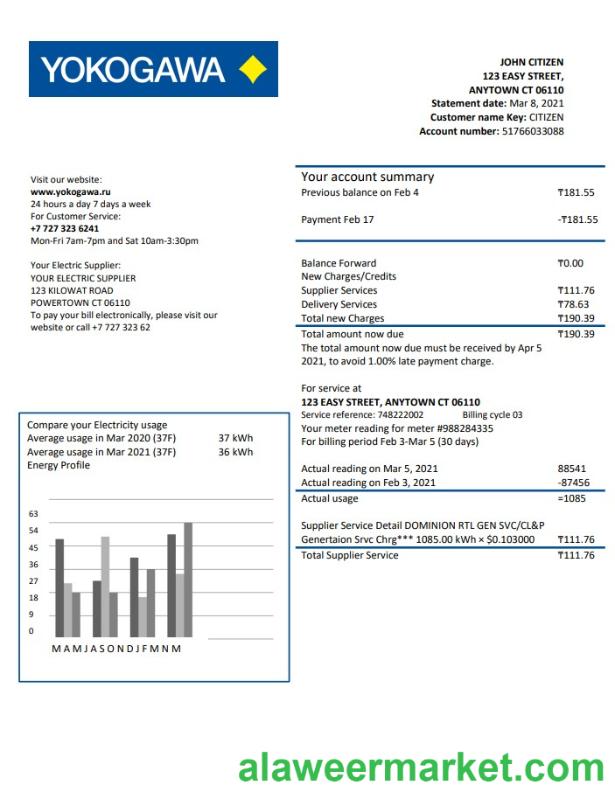 YOKOGAWA
JOHN CITIZEN
123 EASY STREET,
ANYTOWN CT 06110
Statement date: Mar 8, 2021
Customer name Key: CITIZEN
Account number: 51766033088
Visit our website:
www.yokogawa.ru
24 hours a day 7 days a week
For Customer Service:
+7 727 323 6241
Mon-Fri 7am-7pm and Sat 10am-3:30pm
Your Electric Supplier:
YOUR ELECTRIC SUPPLIER
123 KILOWAT ROAD
POWERTOWN CT 06110
To pay your bill electronically, please visit our
website or call +7 727 323 62
Your account summary
Previous balance on Feb 4 ₸181.55
Payment Feb 17 -₸181.55
Balance Forward ₸0.00
New Charges/Credits
Supplier Services ₸111.76
Delivery Services ₸78.63
Total new Charges ₸190.39
Total amount now due ₸190.39
The total amount now due must be received by Apr 5
2021, to avoid 1.00% late payment charge.
For service at
123 EASY STREET, ANYTOWN CT 06110
Service reference: 748222002 Billing cycle 03
Your meter reading for meter #988284335
For billing period Feb 3-Mar 5 (30 days)
Actual reading on Mar 5, 2021 88541
Actual reading on Feb 3, 2021 -87456
Actual usage =1085
Supplier Service Detail DOMINION RTL GEN SVC/CL&P
Genertaion Srvc Chrg*** 1085.00 kWh × $0.103000 ₸111.76
Total Supplier Service ₸111.76
Compare your Electricity usage
Average usage in Mar 2020 (37F) 37 kWh
Average usage in Mar 2021 (37F) 36 kWh
Energy Profile
63
54
45
36
27
18
9
0
M A M J A S O N D J F M N M
alaweermarket.com